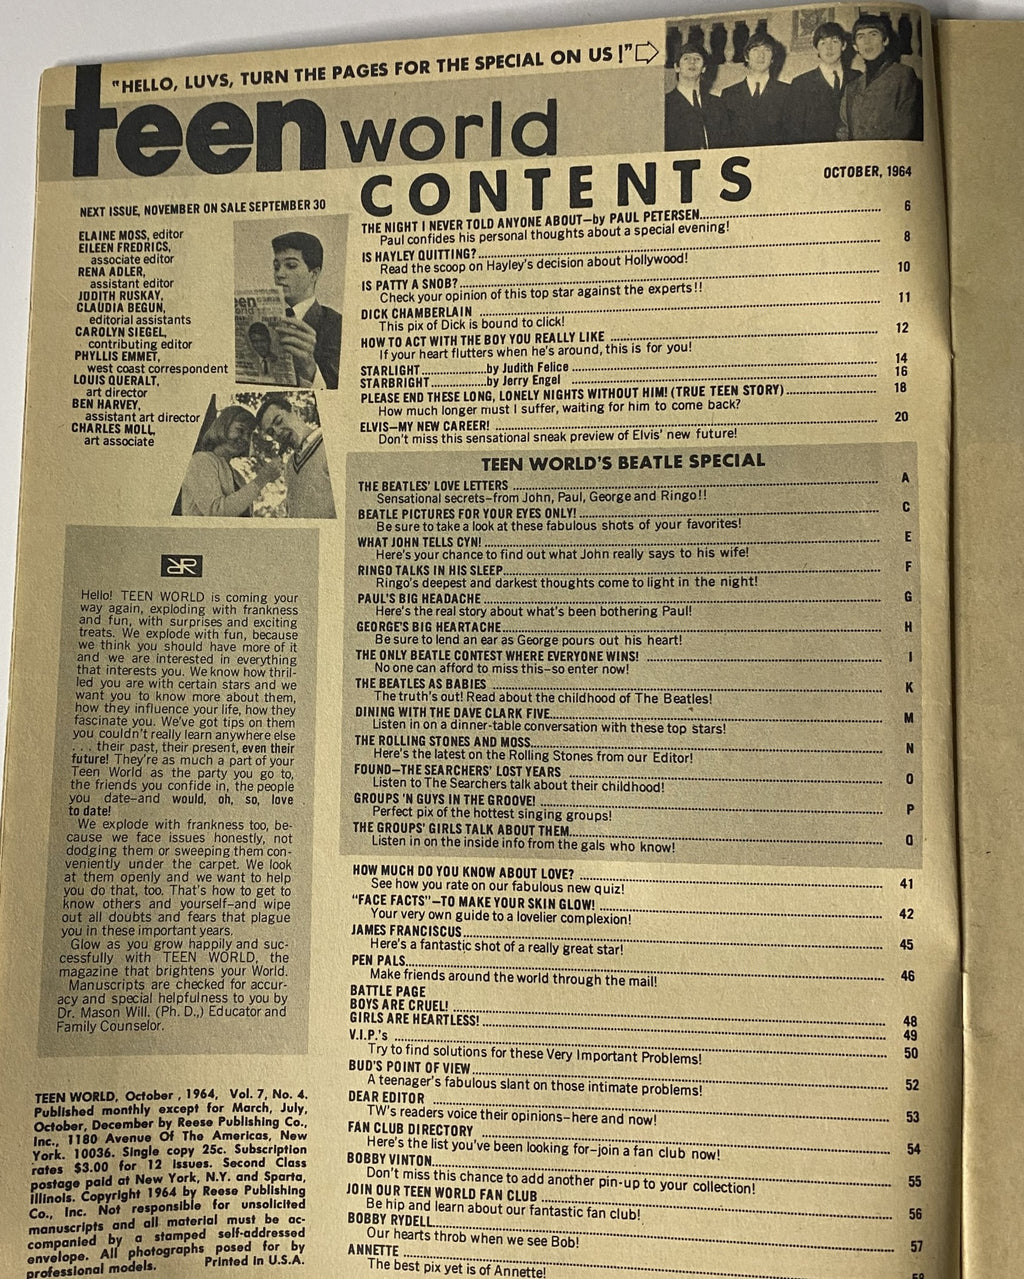 "HELLO, LUVS, TURN THE PAGES FOR THE SPECIAL ON US!"
teen world
CONTENTS
OCTOBER, 1964
NEXT ISSUE, NOVEMBER ON SALE SEPTEMBER 30
ELAINE MOSS, editor
EILEEN FREDRICS,
associate editor
RENA ADLER,
assistant editor
JUDITH RUSKAY,
CLAUDIA BEGUN,
editorial assistants
CAROLYN SIEGEL,
contributing editor
PHYLLIS EMMET,
west coast correspondent
LOUIS QUERALT,
art director
BEN HARVEY,
assistant art director
CHARLES MOLL,
art associate
Hello! TEEN WORLD is coming your
way again, exploding with frankness
and fun, with surprises and exciting
treats. We explode with fun, because
we think you should have more of it
and we are interested in everything
that interests you. We know how thril-
led you are with certain stars and we
want you to know more about them,
how they influence your life, how they
fascinate you. We've got tips on them
you couldn't really learn anywhere else
. . . their past, their present, even their
future! They're as much a part of your
Teen World as the party you go to,
the friends you confide in, the people
you date—and would, oh, so, love
to date!
We explode with frankness too, be-
cause we face issues honestly, not
dodging them or sweeping them con-
veniently under the carpet. We look
at them openly and we want to help
you do that, too. That's how to get to
know others and yourself—and wipe
out all doubts and fears that plague
you in these important years.
Glow as you grow happily and suc-
cessfully with TEEN WORLD, the
magazine that brightens your World.
Manuscripts are checked for accur-
acy and special helpfulness to you by
Dr. Mason Will. (Ph. D.,) Educator and
Family Counselor.
TEEN WORLD, October , 1964, Vol. 7, No. 4.
Published monthly except for March, July,
October, December by Reese Publishing Co.,
Inc., 1180 Avenue Of The Americas, New
York. 10036. Single copy 25c. Subscription
rates $3.00 for 12 issues. Second Class
postage paid at New York, N.Y. and Sparta,
Illinois. Copyright 1964 by Reese Publishing
Co., Inc. Not responsible for unsolicited
manuscripts and all material must be ac-
companied by a stamped self-addressed
envelope. All photographs posed for by
professional models. Printed in U.S.A.
THE NIGHT I NEVER TOLD ANYONE ABOUT—by PAUL PETERSEN 6
Paul confides his personal thoughts about a special evening!
IS HAYLEY QUITTING? 8
Read the scoop on Hayley's decision about Hollywood!
IS PATTY A SNOB? 10
Check your opinion of this top star against the experts!!
DICK CHAMBERLAIN 11
This pix of Dick is bound to click!
HOW TO ACT WITH THE BOY YOU REALLY LIKE 12
If your heart flutters when he's around, this is for you!
STARLIGHT by Judith Felice 14
STARBRIGHT by Jerry Engel 16
PLEASE END THESE LONG, LONELY NIGHTS WITHOUT HIM! (TRUE TEEN STORY) 18
How much longer must I suffer, waiting for him to come back?
ELVIS—MY NEW CAREER! 20
Don't miss this sensational sneak preview of Elvis' new future!
TEEN WORLD'S BEATLE SPECIAL
THE BEATLES' LOVE LETTERS A
Sensational secrets—from John, Paul, George and Ringo!!
BEATLE PICTURES FOR YOUR EYES ONLY! C
Be sure to take a look at these fabulous shots of your favorites!
WHAT JOHN TELLS CYN! E
Here's your chance to find out what John really says to his wife!
RINGO TALKS IN HIS SLEEP F
Ringo's deepest and darkest thoughts come to light in the night!
PAUL'S BIG HEADACHE G
Here's the real story about what's been bothering Paul!
GEORGE'S BIG HEARTACHE H
Be sure to lend an ear as George pours out his heart!
THE ONLY BEATLE CONTEST WHERE EVERYONE WINS! I
No one can afford to miss this—so enter now!
THE BEATLES AS BABIES K
The truth's out! Read about the childhood of The Beatles!
DINING WITH THE DAVE CLARK FIVE M
Listen in on a dinner-table conversation with these top stars!
THE ROLLING STONES AND MOSS N
Here's the latest on the Rolling Stones from our Editor!
FOUND—THE SEARCHERS' LOST YEARS O
Listen to The Searchers talk about their childhood!
GROUPS 'N GUYS IN THE GROOVE! P
Perfect pix of the hottest singing groups!
THE GROUPS' GIRLS TALK ABOUT THEM Q
Listen in on the inside info from the gals who know!
HOW MUCH DO YOU KNOW ABOUT LOVE? 41
See how you rate on our fabulous new quiz!
"FACE FACTS"—TO MAKE YOUR SKIN GLOW! 42
Your very own guide to a lovelier complexion!
JAMES FRANCISCUS 45
Here's a fantastic shot of a really great star!
PEN PALS 46
Make friends around the world through the mail!
BATTLE PAGE
BOYS ARE CRUEL! 48
GIRLS ARE HEARTLESS! 49
V.I.P.'s 50
Try to find solutions for these Very Important Problems!
BUD'S POINT OF VIEW 52
A teenager's fabulous slant on those intimate problems!
DEAR EDITOR 53
TW's readers voice their opinions—here and now!
FAN CLUB DIRECTORY 54
Here's the list you've been looking for—join a fan club now!
BOBBY VINTON 55
Don't miss this chance to add another pin-up to your collection!
JOIN OUR TEEN WORLD FAN CLUB 56
Be hip and learn about our fantastic fan club!
BOBBY RYDELL 57
Our hearts throb when we see Bob!
ANNETTE
The best pix yet is of Annette!